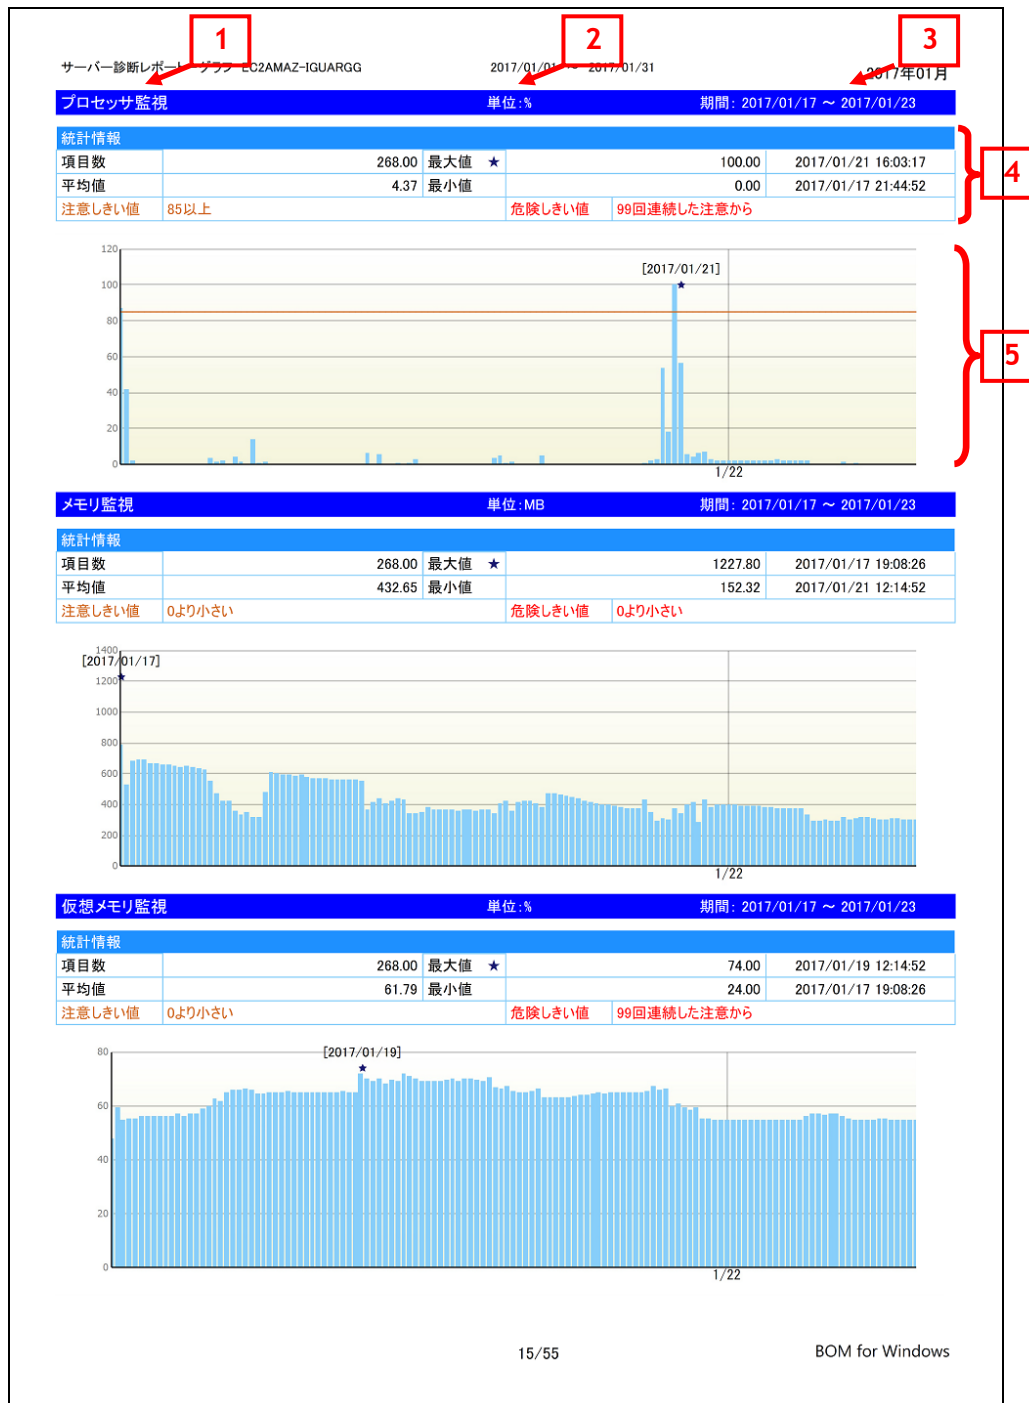 1
2
3
サーバー診断レポート グラフ EC2AMAZ-IGUARGG
2017/01/01 ～ 2017/01/31
2017年01月
プロセッサ監視 単位:% 期間: 2017/01/17 ～ 2017/01/23
統計情報
項目数 268.00 最大値 ★ 100.00 2017/01/21 16:03:17
平均値 4.37 最小値 0.00 2017/01/17 21:44:52
注意しきい値 85以上 危険しきい値 99回連続した注意から
4
120
[2017/01/21]
100
80
60
5
40
20
0
1/22
メモリ監視 単位:MB 期間: 2017/01/17 ～ 2017/01/23
統計情報
項目数 268.00 最大値 ★ 1227.80 2017/01/17 19:08:26
平均値 432.65 最小値 152.32 2017/01/21 12:14:52
注意しきい値 0より小さい 危険しきい値 0より小さい
1400
[2017/01/17]
1200
1000
800
600
400
200
0
1/22
仮想メモリ監視 単位:% 期間: 2017/01/17 ～ 2017/01/23
統計情報
項目数 268.00 最大値 ★ 74.00 2017/01/19 12:14:52
平均値 61.79 最小値 24.00 2017/01/17 19:08:26
注意しきい値 0より小さい 危険しきい値 99回連続した注意から
80
[2017/01/19]
60
40
20
0
1/22
15/55
BOM for Windows